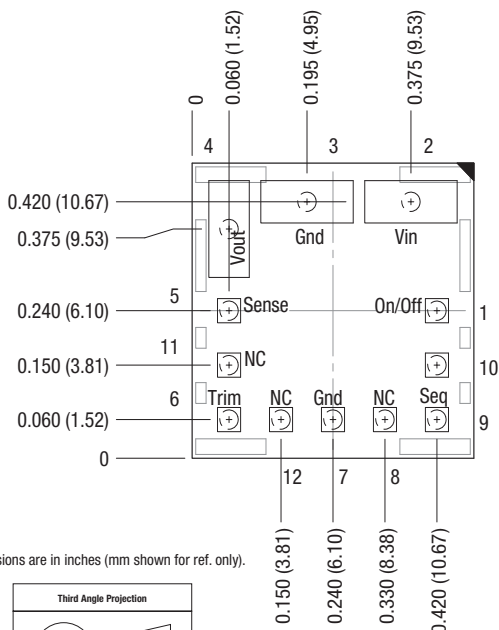 0
0.060 (1.52)
0.195 (4.95)
0.375 (9.53)
4
3
2
0.420 (10.67)
0.375 (9.53)
Vout
Gnd
Vin
5
0.240 (6.10)
Sense
On/Off
1
11
0.150 (3.81)
NC
10
6
0.060 (1.52)
Trim
NC
Gnd
NC
Seq
9
0
12
7
8
0.150 (3.81)
0.240 (6.10)
0.330 (8.38)
0.420 (10.67)
are in inches (mm shown for ref. only).
Third Angle Projection